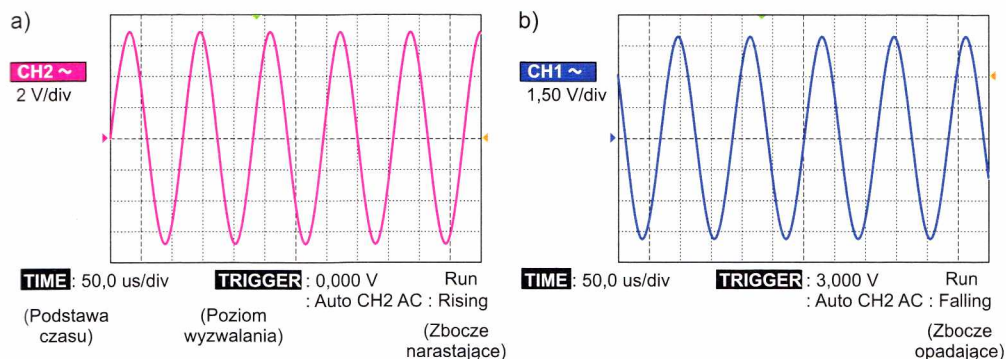 a)
CH2 ~
2 V/div
TIME : 50,0 us/div TRIGGER : 0,000 V Run
: Auto CH2 AC : Rising
(Podstawa
czasu)
(Poziom
wyzwalania)
(Zbocze
narastające)
b)
CH1 ~
1,50 V/div
TIME : 50,0 us/div TRIGGER : 3,000 V Run
: Auto CH2 AC : Falling
(Zbocze
opadające)